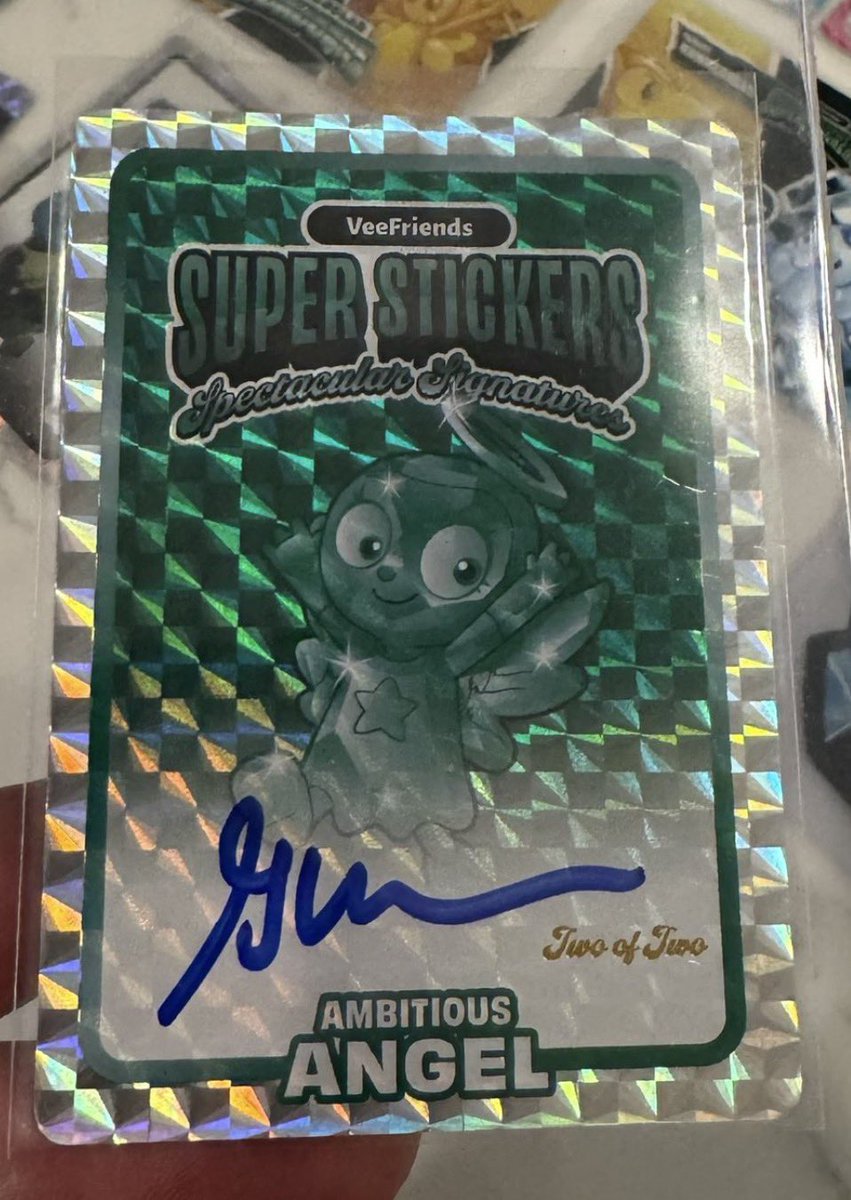 VeeFriends
SUPER STICKERS
Spectacular Signatures
Two of Two
AMBITIOUS
ANGEL